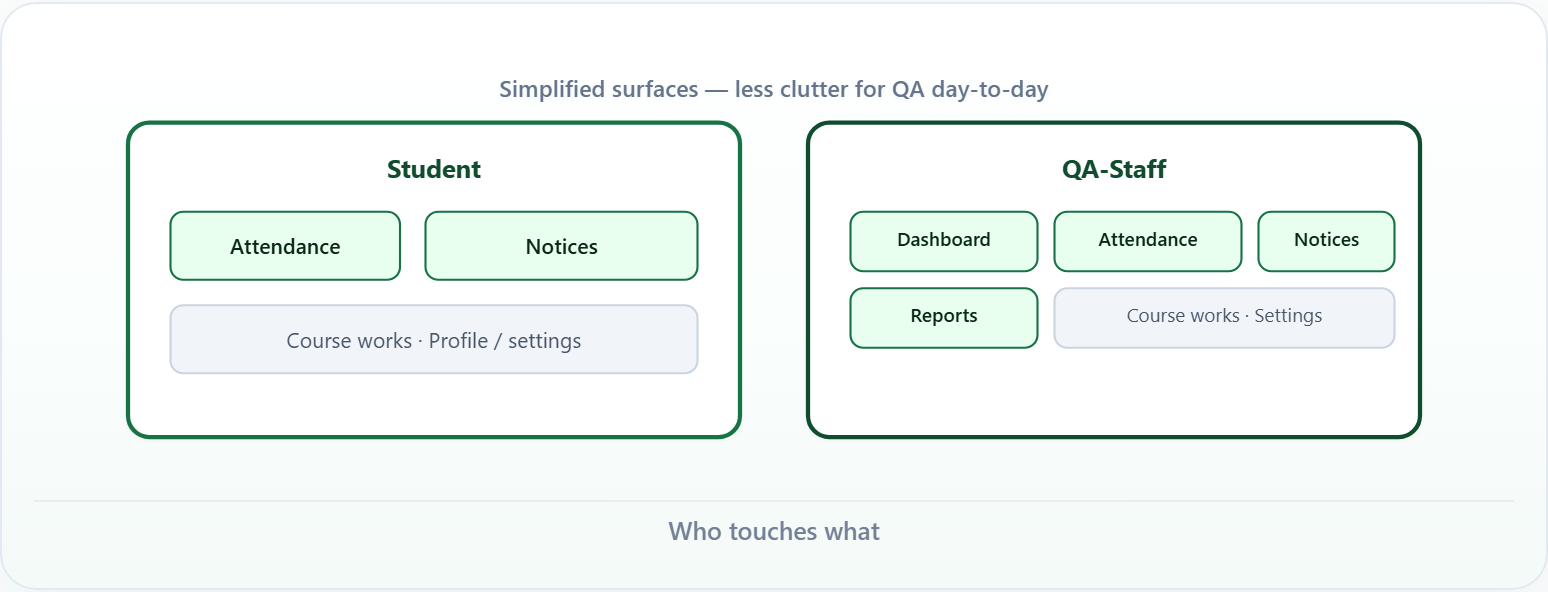 Simplified surfaces — less clutter for QA day-to-day
Student
Attendance
Notices
Course works · Profile / settings
QA-Staff
Dashboard
Attendance
Notices
Reports
Course works · Settings
Who touches what